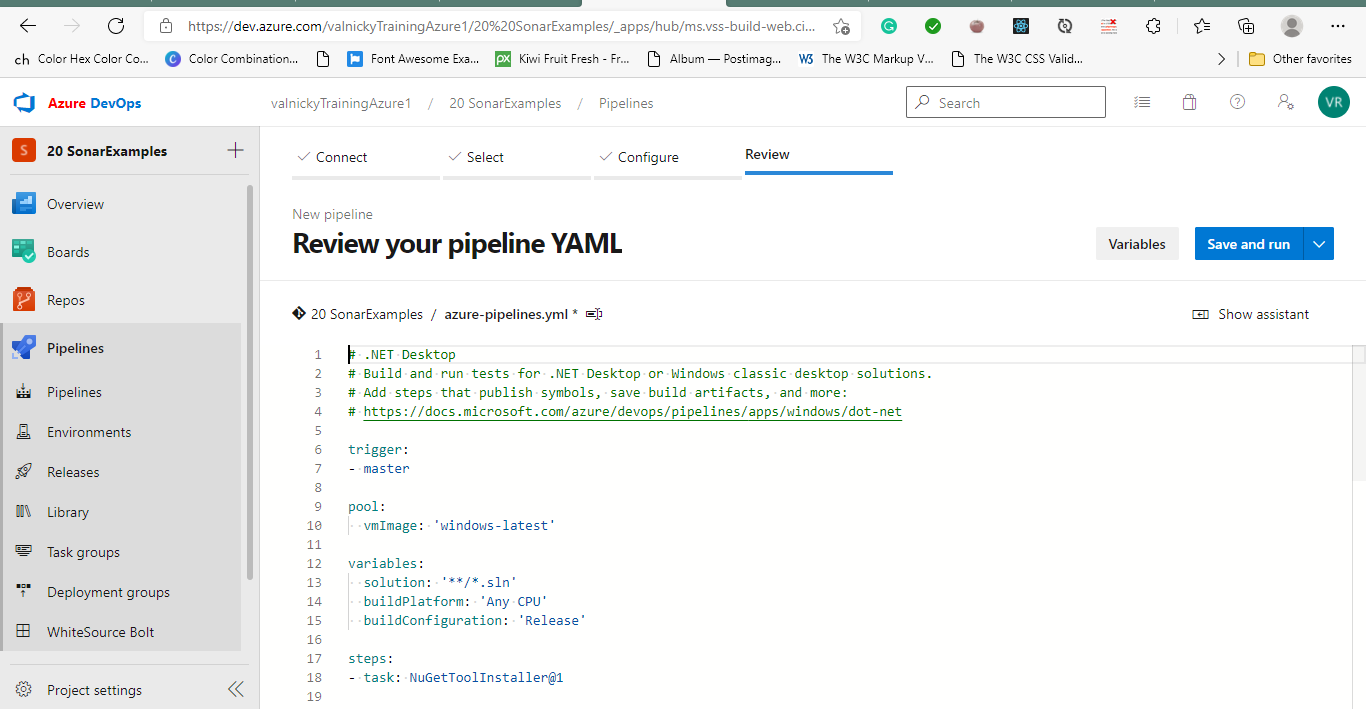 https://dev.azure.com/valnickyTrainingAzure1/20%20SonarExamples/_apps/hub/ms.vss-build-web.ci...
ch Color Hex Color Co...
C Color Combination...
Font Awesome Exa...
px Kiwi Fruit Fresh - Fr...
Album — Postimag...
W3 The W3C Markup V...
The W3C CSS Valid...
Other favorites
Azure DevOps
valnickyTrainingAzure1 / 20 SonarExamples / Pipelines
Search
VR
S 20 SonarExamples
Overview
Boards
Repos
Pipelines
Pipelines
Environments
Releases
Library
Task groups
Deployment groups
WhiteSource Bolt
Project settings
Connect
Select
Configure
Review
New pipeline
Review your pipeline YAML
Variables
Save and run
20 SonarExamples / azure-pipelines.yml *
Show assistant
1 # .NET Desktop
2 # Build and run tests for .NET Desktop or Windows classic desktop solutions.
3 # Add steps that publish symbols, save build artifacts, and more:
4 # https://docs.microsoft.com/azure/devops/pipelines/apps/windows/dot-net
5
6 trigger:
7 - master
8
9 pool:
10 vmImage: 'windows-latest'
11
12 variables:
13 solution: '**/*.sln'
14 buildPlatform: 'Any CPU'
15 buildConfiguration: 'Release'
16
17 steps:
18 - task: NuGetToolInstaller@1
19